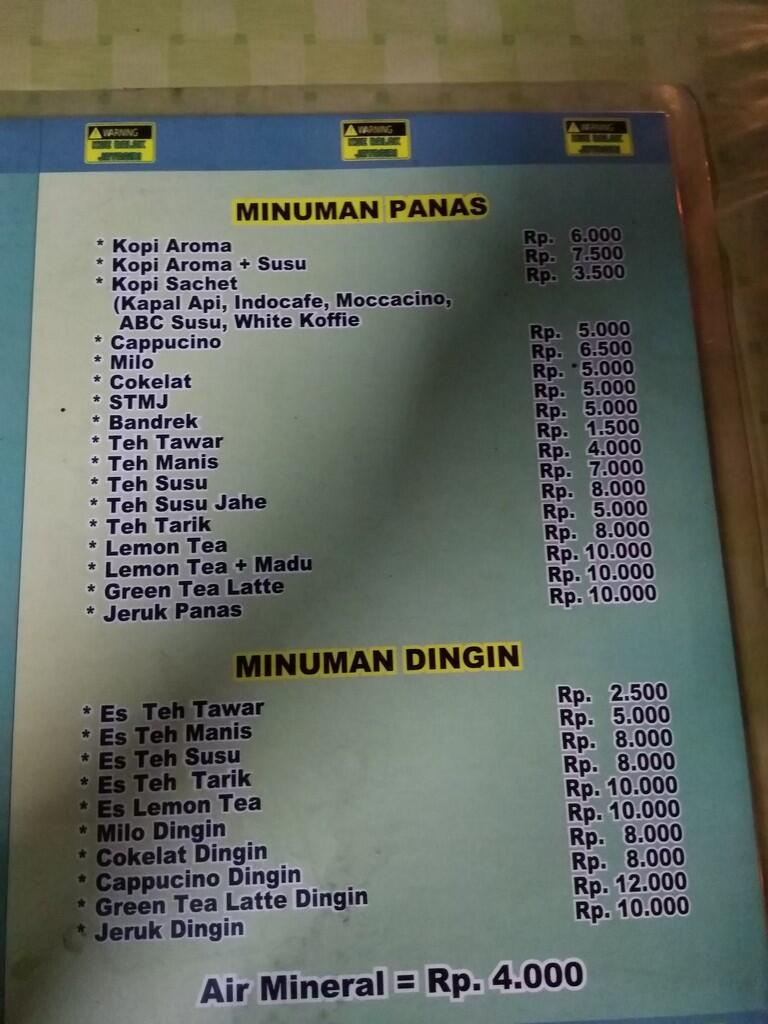 WARNING WARNING WARNING
MINUMAN PANAS
* Kopi Aroma Rp. 6.000
* Kopi Aroma + Susu Rp. 7.500
* Kopi Sachet Rp. 3.500
(Kapal Api, Indocafe, Moccacino,
ABC Susu, White Koffie
* Cappucino Rp. 5.000
* Milo Rp. 6.500
* Cokelat Rp. 5.000
* STMJ Rp. 5.000
* Bandrek Rp. 5.000
* Teh Tawar Rp. 1.500
* Teh Manis Rp. 4.000
* Teh Susu Rp. 7.000
* Teh Susu Jahe Rp. 8.000
* Teh Tarik Rp. 5.000
* Lemon Tea Rp. 8.000
* Lemon Tea + Madu Rp. 10.000
* Green Tea Latte Rp. 10.000
* Jeruk Panas Rp. 10.000
MINUMAN DINGIN
* Es Teh Tawar Rp. 2.500
* Es Teh Manis Rp. 5.000
* Es Teh Susu Rp. 8.000
* Es Teh Tarik Rp. 8.000
* Es Lemon Tea Rp. 10.000
* Milo Dingin Rp. 10.000
* Cokelat Dingin Rp. 8.000
* Cappucino Dingin Rp. 8.000
* Green Tea Latte Dingin Rp. 12.000
* Jeruk Dingin Rp. 10.000
Air Mineral = Rp. 4.000